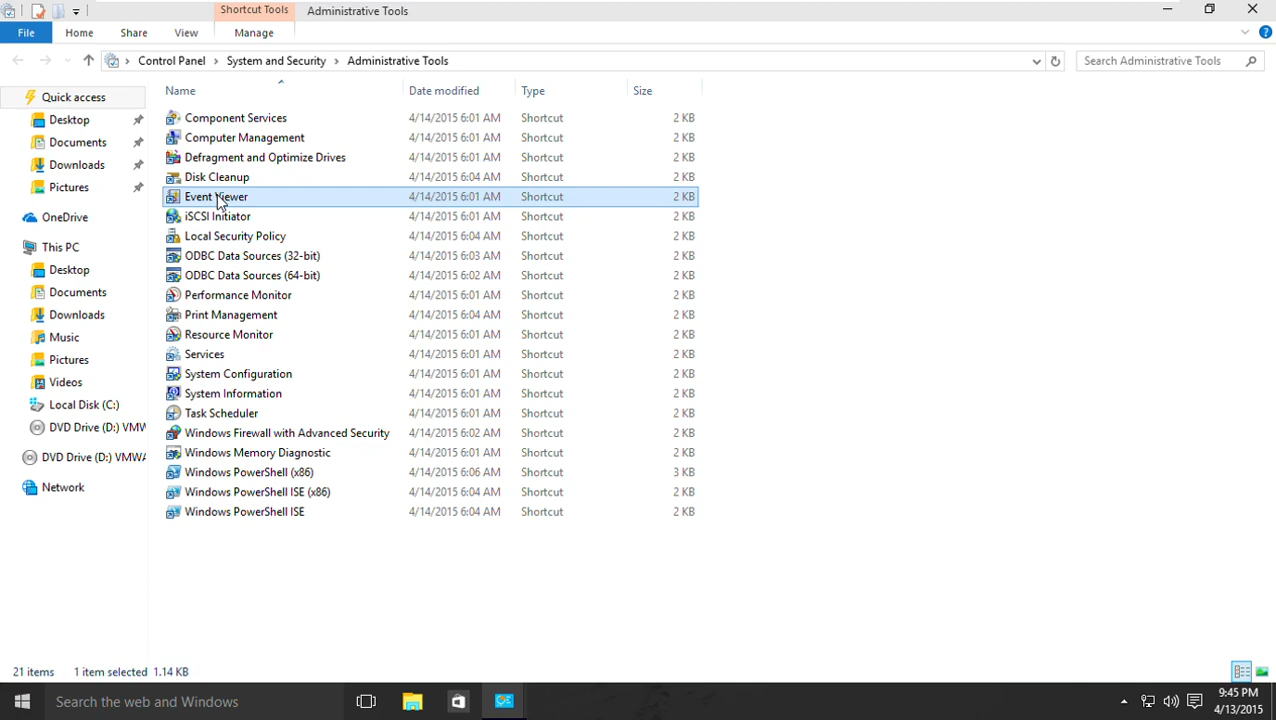 Shortcut Tools Administrative Tools
File Home Share View Manage
Control Panel System and Security Administrative Tools Search Administrative Tools
Name Date modified Type Size
Quick access
Desktop
Documents
Downloads
Pictures
OneDrive
This PC
Desktop
Documents
Downloads
Music
Pictures
Videos
Local Disk (C:)
DVD Drive (D:) VMWA
DVD Drive (D:) VMWA
Network
Component Services 4/14/2015 6:01 AM Shortcut 2 KB
Computer Management 4/14/2015 6:01 AM Shortcut 2 KB
Defragment and Optimize Drives 4/14/2015 6:01 AM Shortcut 2 KB
Disk Cleanup 4/14/2015 6:04 AM Shortcut 2 KB
Event Viewer 4/14/2015 6:01 AM Shortcut 2 KB
iSCSI Initiator 4/14/2015 6:01 AM Shortcut 2 KB
Local Security Policy 4/14/2015 6:04 AM Shortcut 2 KB
ODBC Data Sources (32-bit) 4/14/2015 6:03 AM Shortcut 2 KB
ODBC Data Sources (64-bit) 4/14/2015 6:02 AM Shortcut 2 KB
Performance Monitor 4/14/2015 6:01 AM Shortcut 2 KB
Print Management 4/14/2015 6:04 AM Shortcut 2 KB
Resource Monitor 4/14/2015 6:01 AM Shortcut 2 KB
Services 4/14/2015 6:01 AM Shortcut 2 KB
System Configuration 4/14/2015 6:01 AM Shortcut 2 KB
System Information 4/14/2015 6:01 AM Shortcut 2 KB
Task Scheduler 4/14/2015 6:01 AM Shortcut 2 KB
Windows Firewall with Advanced Security 4/14/2015 6:02 AM Shortcut 2 KB
Windows Memory Diagnostic 4/14/2015 6:01 AM Shortcut 2 KB
Windows PowerShell (x86) 4/14/2015 6:06 AM Shortcut 3 KB
Windows PowerShell ISE (x86) 4/14/2015 6:04 AM Shortcut 2 KB
Windows PowerShell ISE 4/14/2015 6:04 AM Shortcut 2 KB
21 items 1 item selected 1.14 KB
Search the web and Windows
9:45 PM
4/13/2015